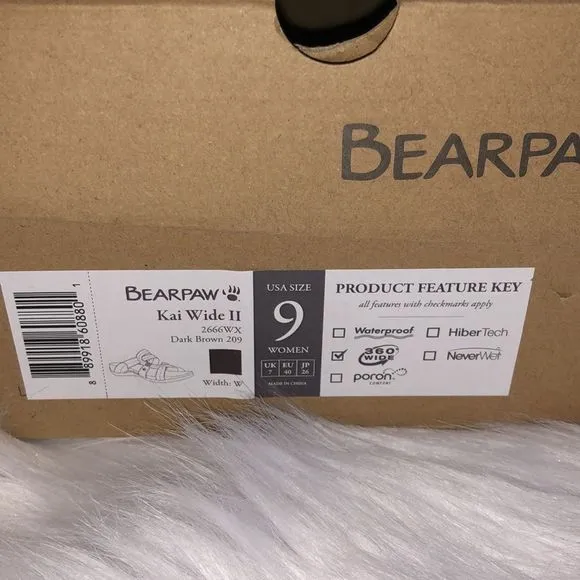 BEARPA
BEARPAW
Kai Wide II
2666WX
Dark Brown 209
Width: W
8 89918 60880 1
USA SIZE
9
WOMEN
UK EU JP
7 40 26
MADE IN CHINA
PRODUCT FEATURE KEY
all features with checkmarks apply
Waterproof
HiberTech
360°
WIDE
NeverWet
poron
COMFORT